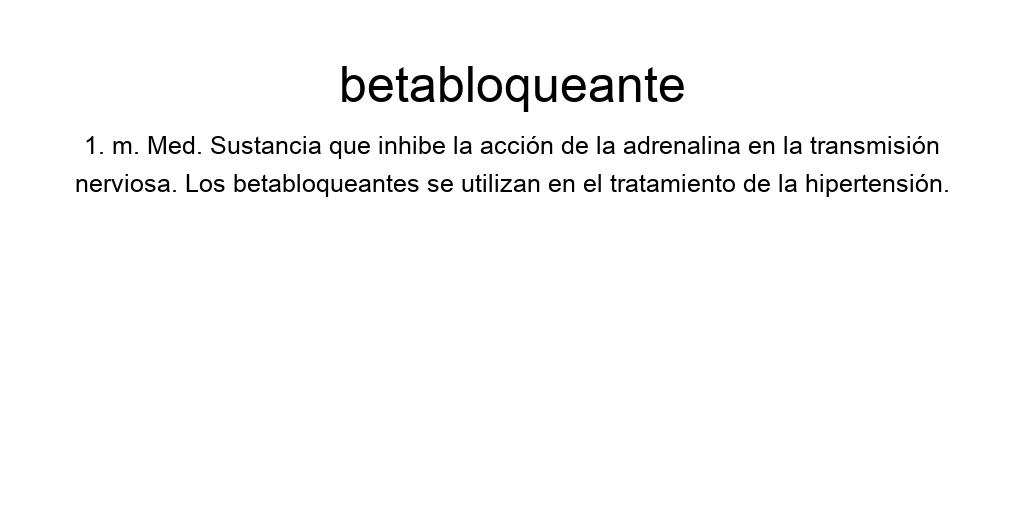 betabloqueante
1. m. Med. Sustancia que inhibe la acción de la adrenalina en la transmisión
nerviosa. Los betabloqueantes se utilizan en el tratamiento de la hipertensión.